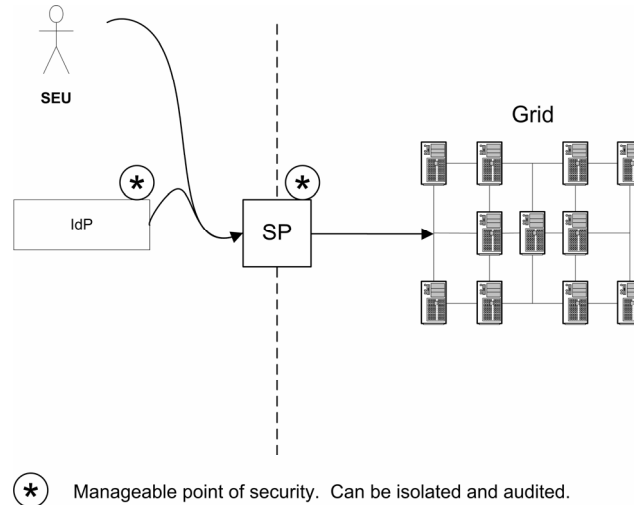 SEU
Grid
*
*
IdP
SP
* Manageable point of security. Can be isolated and audited.